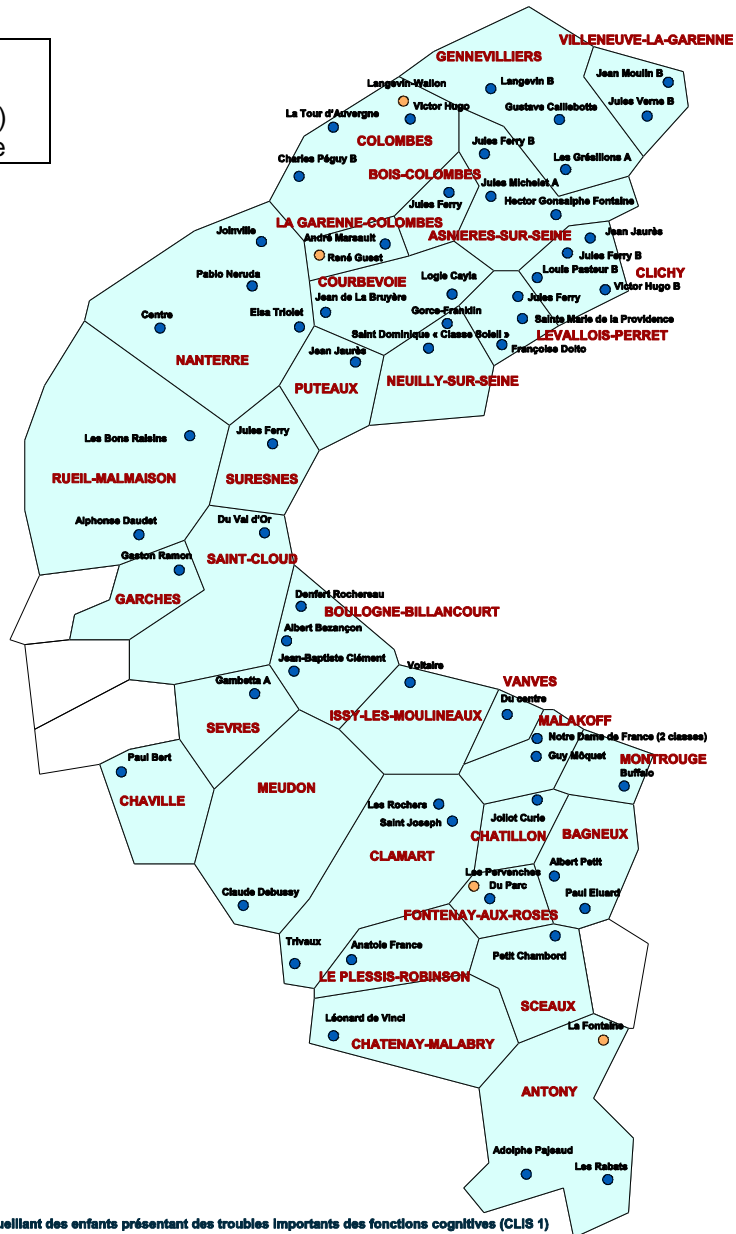 VILLENEUVE-LA-GARENNE
GENNEVILLIERS
Jean Moulin B
Langevin-Wallon
Langevin B
)
La Tour d'Auvergne
Victor Hugo
Gustave Caillebotte
Jules Verne B
e
COLOMBES
Jules Ferry B
Charles Péguy B
Les Grésillons A
BOIS-COLOMBES
Jules Michelet A
Jules Ferry
Hector Gonsalphe Fontaine
LA GARENNE-COLOMBES
Joinville
André Marsault
ASNIERES-SUR-SEINE
Jean Jaurès
René Guest
Jules Ferry B
Pablo Neruda
COURBEVOIE
Logie Cayla
Louis Pasteur B
CLICHY
Victor Hugo B
Jean de La Bruyère
Jules Ferry
Centre
Elsa Triolet
Gorce-Franklin
Sainte Marie de la Providence
Saint Dominique « Classe Soleil »
LEVALLOIS-PERRET
Jean Jaurès
Françoise Dolto
NANTERRE
PUTEAUX
NEUILLY-SUR-SEINE
Les Bons Raisins
Jules Ferry
RUEIL-MALMAISON
SURESNES
Alphonse Daudet
Du Val d'Or
Gaston Ramon
SAINT-CLOUD
GARCHES
Denfert Rochereau
BOULOGNE-BILLANCOURT
Albert Bezançon
Jean-Baptiste Clément
Voltaire
Gambetta A
VANVES
Du centre
SEVRES
ISSY-LES-MOULINEAUX
MALAKOFF
Notre Dame de France (2 classes)
Paul Bert
Guy Môquet
MONTROUGE
Buffalo
CHAVILLE
MEUDON
Les Rochers
Saint Joseph
Joliot Curie
CHATILLON
BAGNEUX
CLAMART
Albert Petit
Les Pervenches
Du Parc
Claude Debussy
Paul Eluard
FONTENAY-AUX-ROSES
Trivaux
Anatole France
Petit Chambord
LE PLESSIS-ROBINSON
SCEAUX
Léonard de Vinci
La Fontaine
CHATENAY-MALABRY
ANTONY
Adolphe Pajeaud
Les Rabats
ueillant des enfants présentant des troubles importants des fonctions cognitives (CLIS 1)